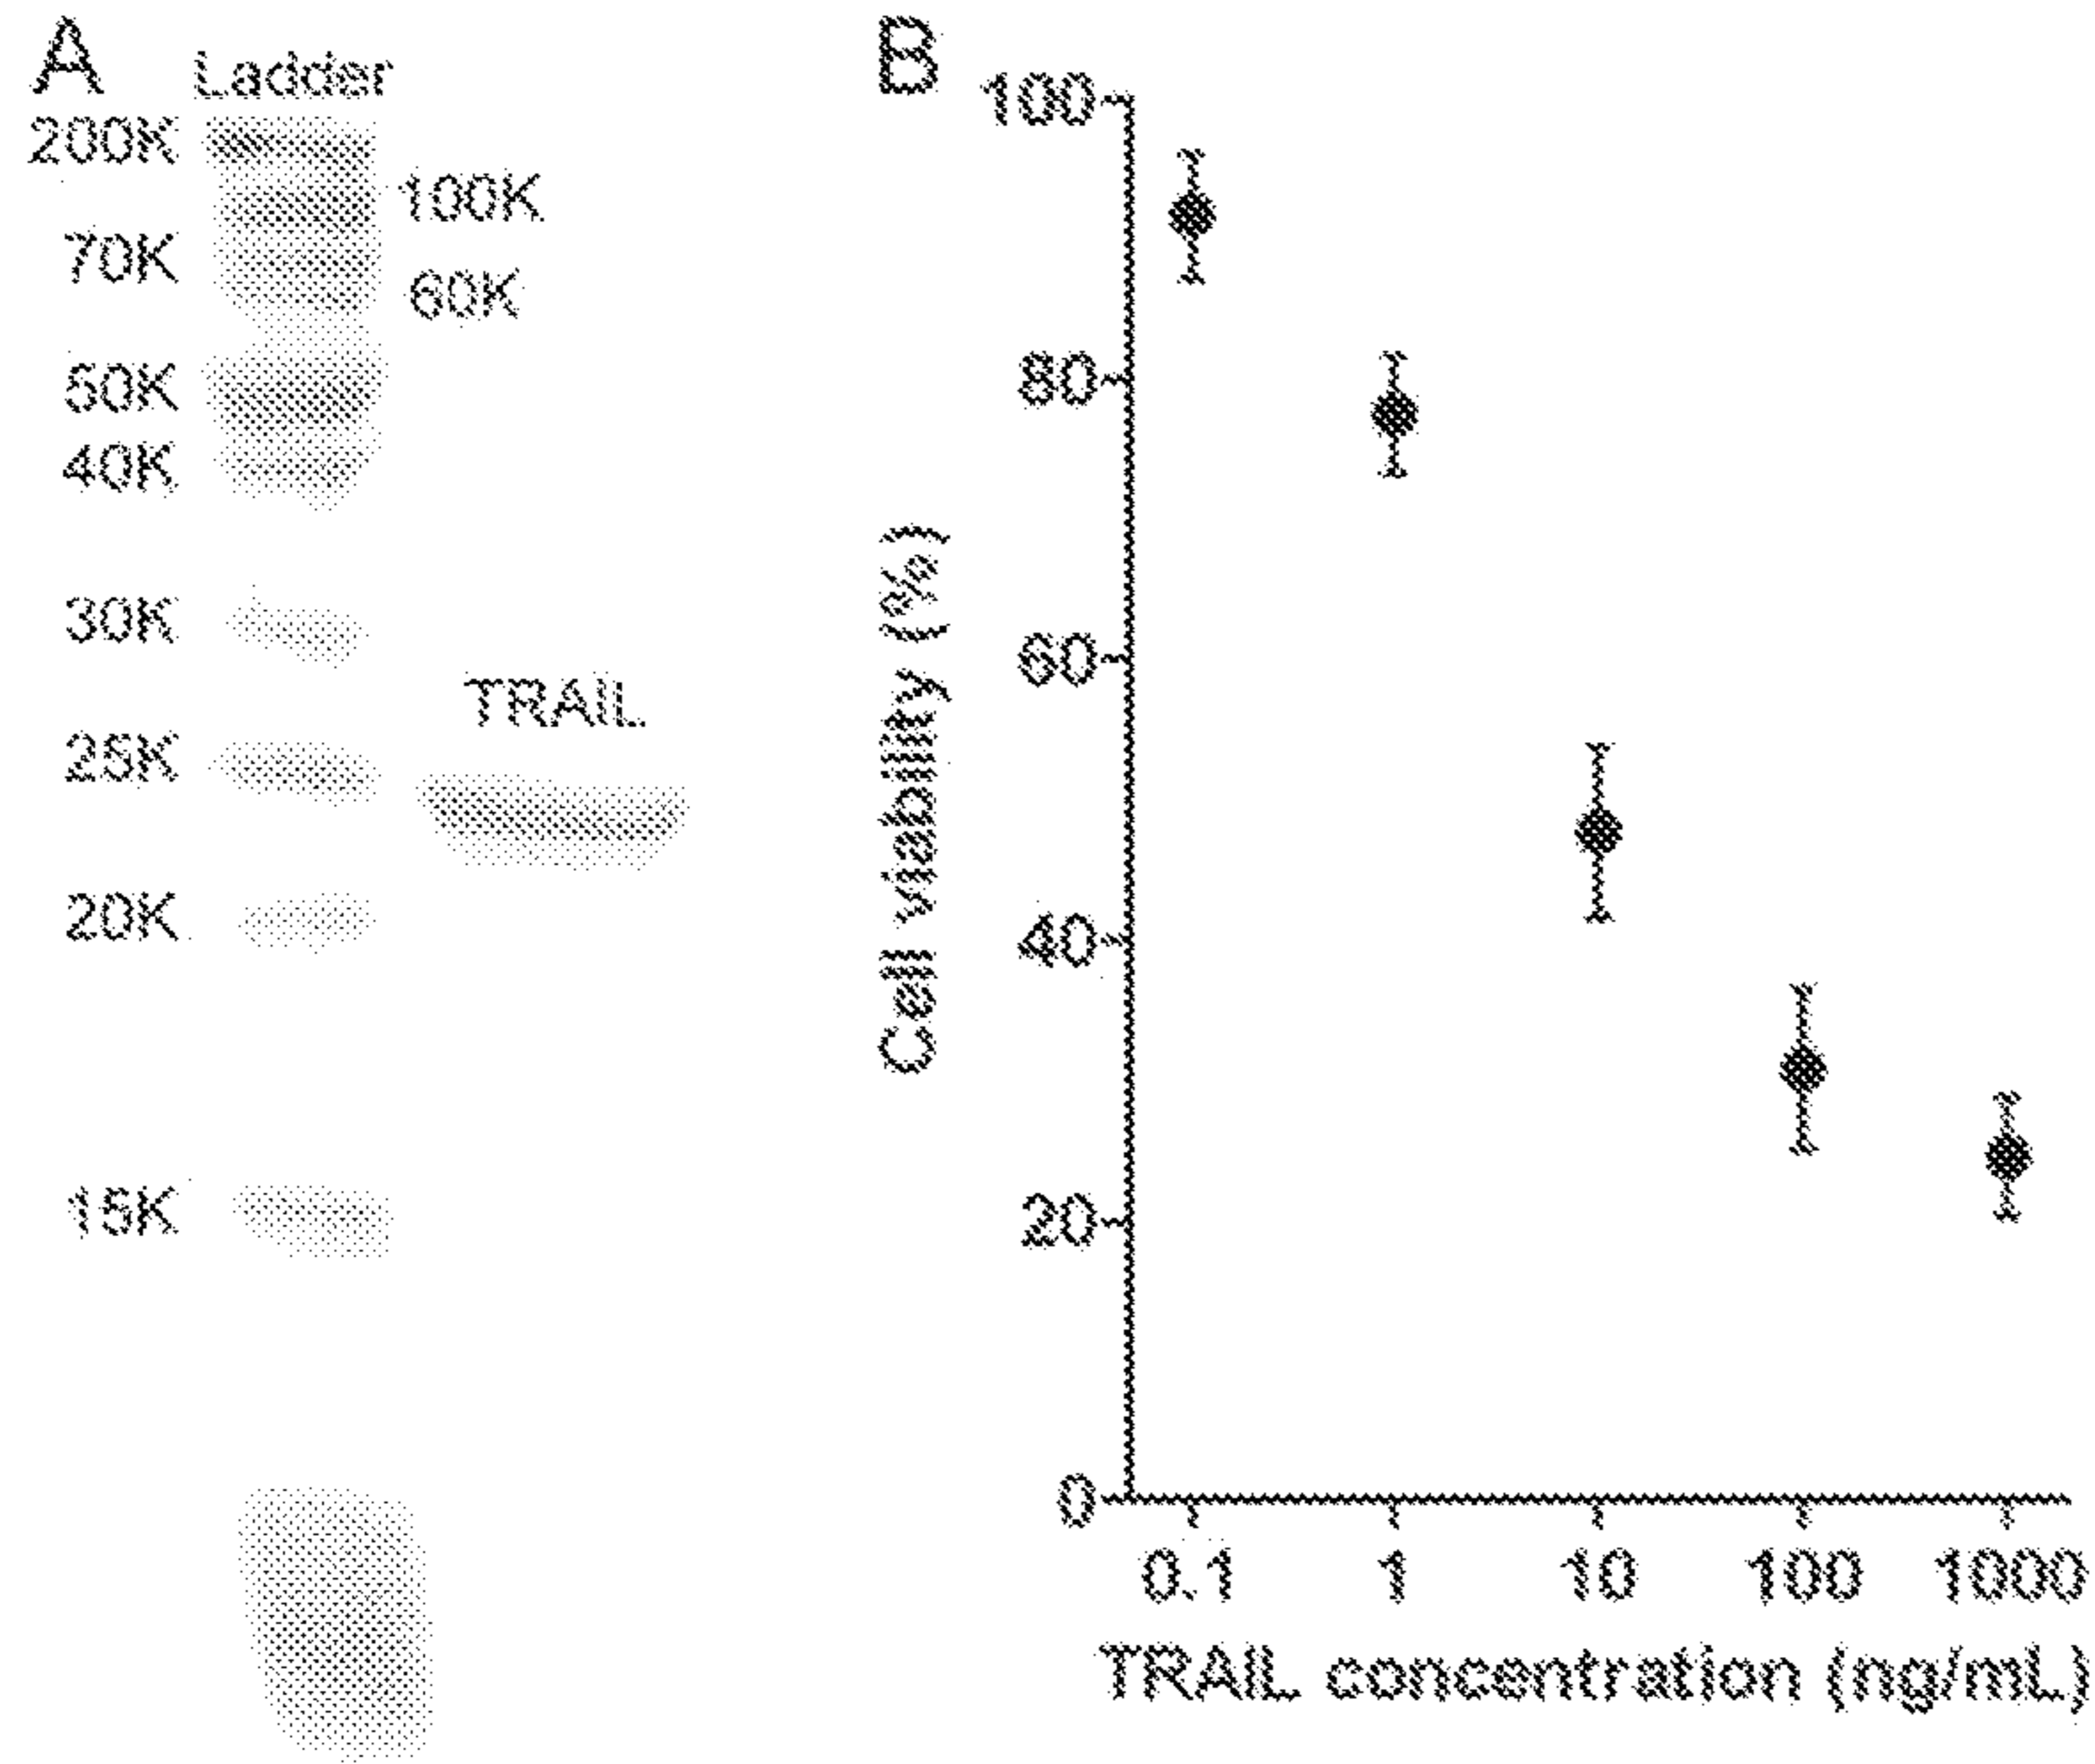 A
Ladder
200K
100K
70K
60K
50K
40K
30K
TRAIL
25K
20K
15K
B
100
80
60
40
20
0
Cell viability (%)
0.1 1 10 100 1000
TRAIL concentration (ng/mL)